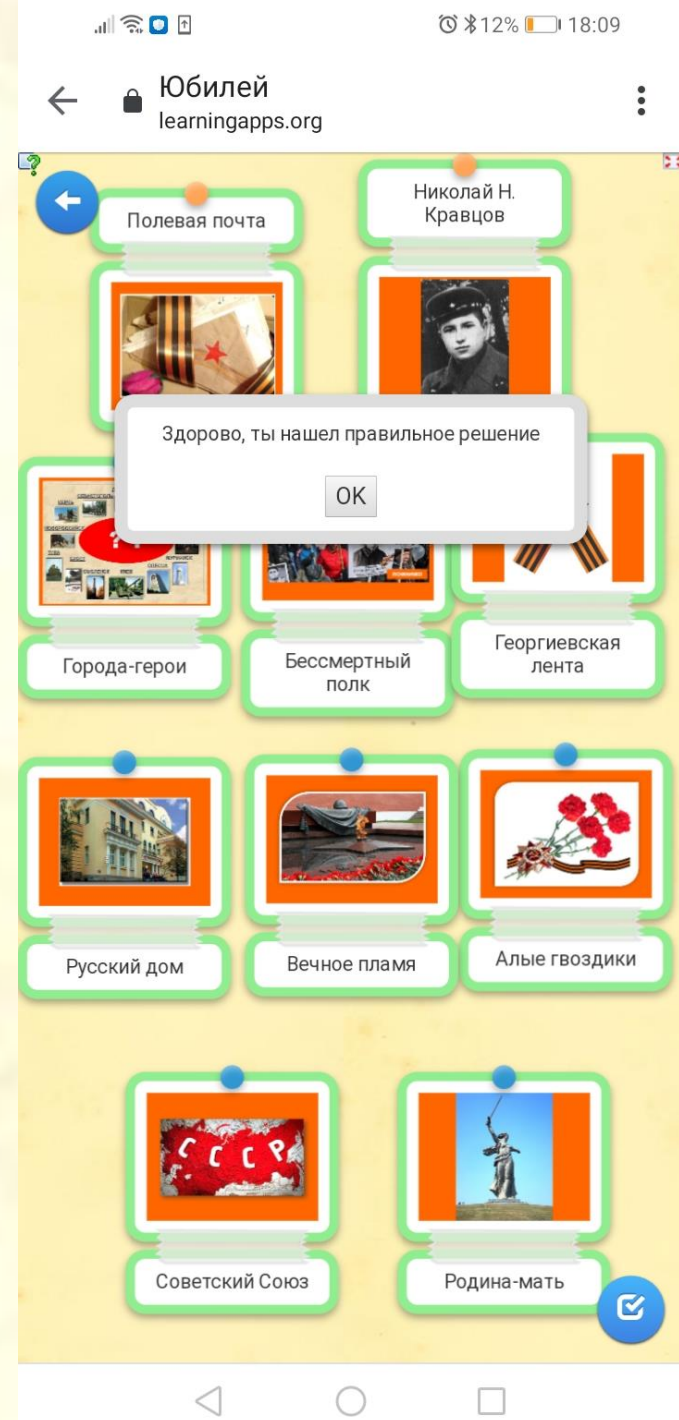 12% 18:09
Юбилей
learningapps.org
Полевая почта
Николай Н.
Кравцов
Здорово, ты нашел правильное решение
OK
Города-герои
Бессмертный
полк
Георгиевская
лента
Русский дом
Вечное пламя
Алые гвоздики
СССР
Советский Союз
Родина-мать